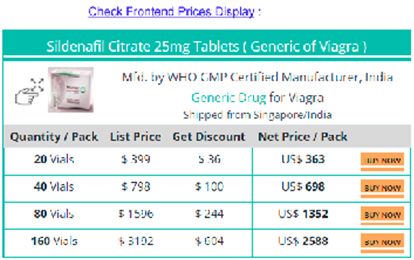 Check Frontend Prices Display :
Sildenafil Citrate 25mg Tablets ( Generic of Viagra )
Mfd. by WHO GMP Certified Manufacturer, India
Generic Drug for Viagra
Shipped from Singapore/India
Quantity / Pack List Price Get Discount Net Price / Pack
20 Vials $ 399 $ 36 US$ 363 BUY NOW
40 Vials $ 798 $ 100 US$ 698 BUY NOW
80 Vials $ 1596 $ 244 US$ 1352 BUY NOW
160 Vials $ 3192 $ 604 US$ 2588 BUY NOW